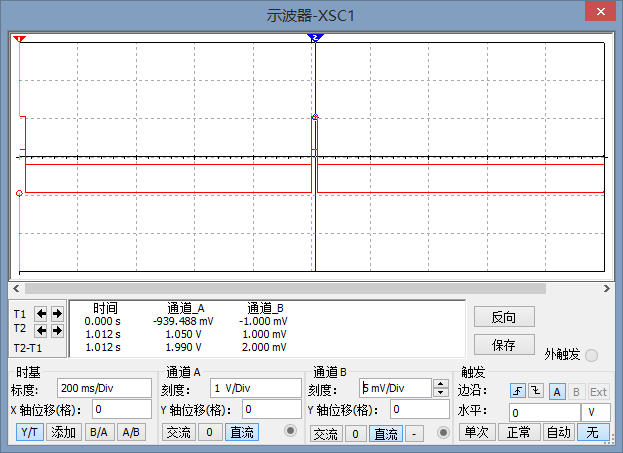 示波器-XSC1
1
2
T1
T2
T2-T1
时间 通道_A 通道_B
0.000 s -939.488 mV -1.000 mV
1.012 s 1.050 V 1.000 mV
1.012 s 1.990 V 2.000 mV
反向
保存
外触发
时基
标度: 200 ms/Div
X 轴位移(格): 0
Y/T 添加 B/A A/B
通道 A
刻度: 1 V/Div
Y 轴位移(格): 0
交流 0 直流
通道 B
刻度: 5 mV/Div
Y 轴位移(格): 0
交流 0 直流 -
触发
边沿: A B Ext
水平: 0 V
单次 正常 自动 无